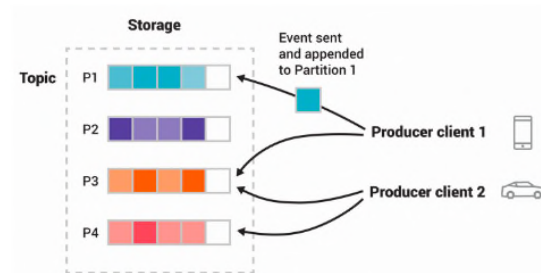 Storage
Event sent
and appended
to Partition 1
Topic
P1
P2
Producer client 1
P3
Producer client 2
P4